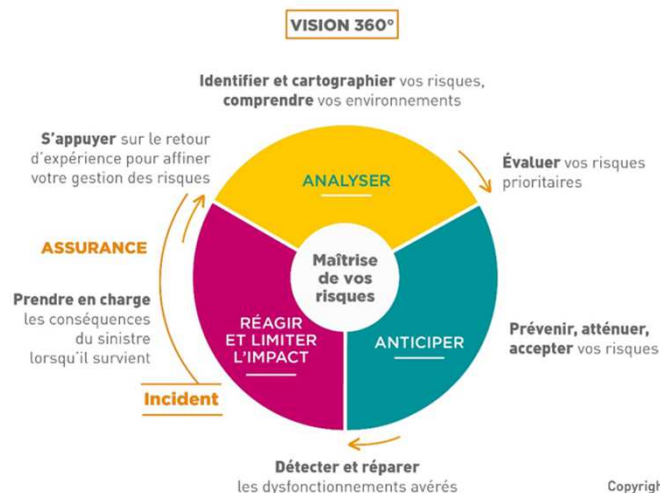 VISION 360°
Identifier et cartographier vos risques,
comprendre vos environnements
S'appuyer sur le retour
d'expérience pour affiner
votre gestion des risques
ANALYSER
Évaluer vos risques
prioritaires
ASSURANCE
Maîtrise
de vos
risques
Prendre en charge
les conséquences
du sinistre
lorsqu'il survient
RÉAGIR
ET LIMITER
L'IMPACT
ANTICIPER
Prévenir, atténuer,
accepter vos risques
Incident
Détecter et réparer
les dysfonctionnements avérés
Copyrigh